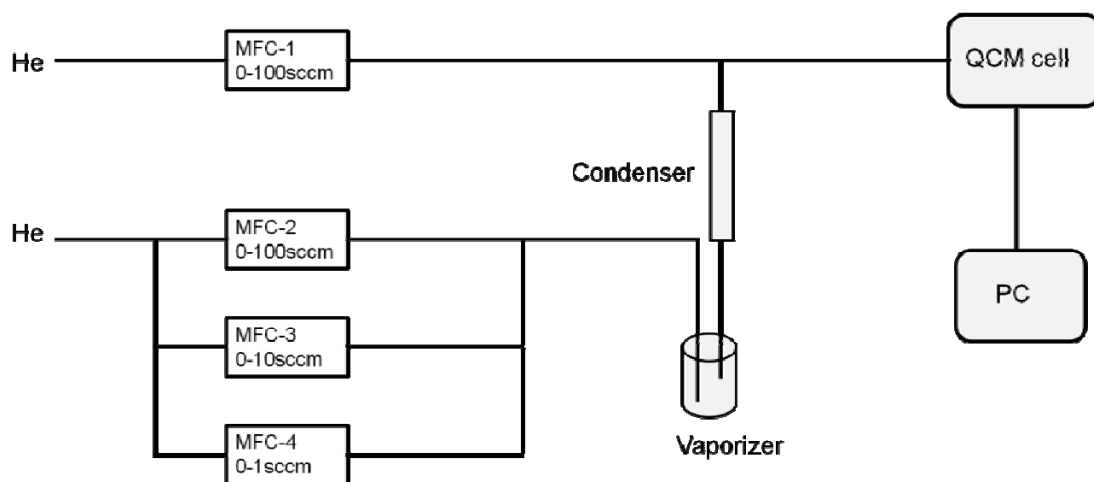 He
MFC-1
0-100sccm
QCM cell
Condenser
He
MFC-2
0-100sccm
PC
MFC-3
0-10sccm
MFC-4
0-1sccm
Vaporizer